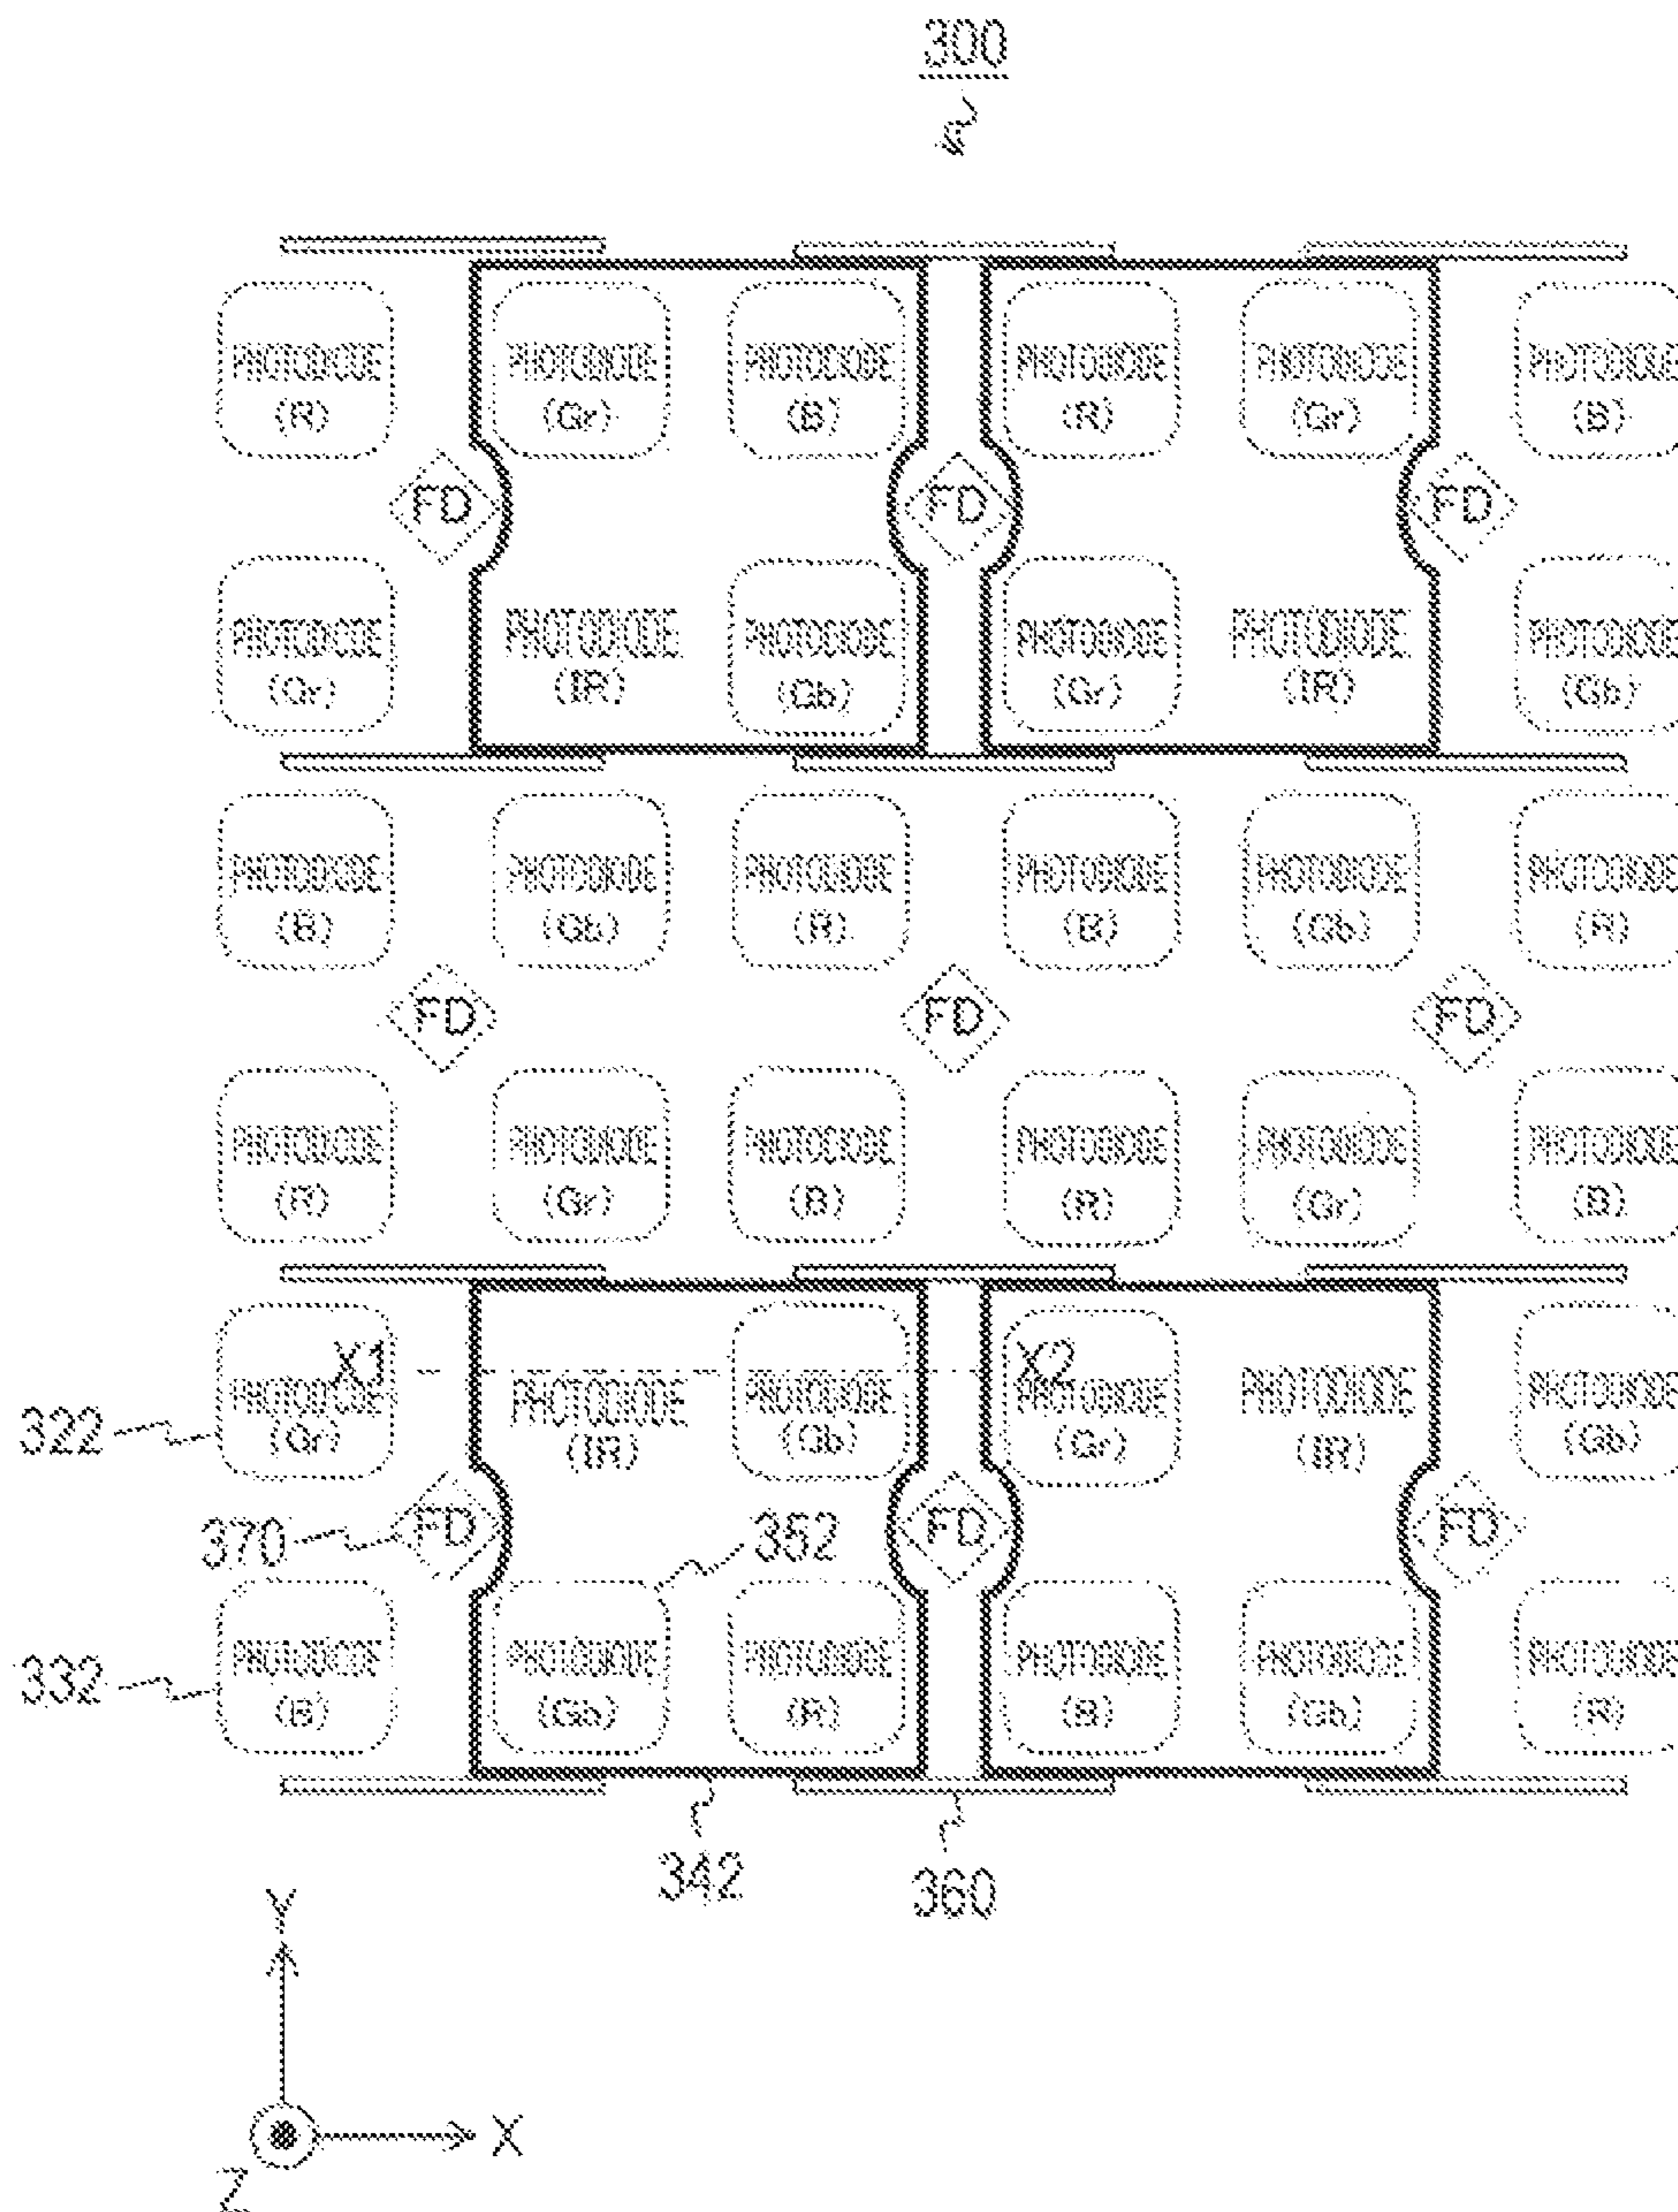 300
PHOTODIODE PHOTODIODE PHOTODIODE PHOTODIODE PHOTODIODE PHOTODIODE
(R) (Gr) (B) (R) (Gr) (B)
FD FD FD
PHOTODIODE PHOTODIODE PHOTODIODE PHOTODIODE PHOTODIODE PHOTODIODE
(Gr) (IR) (Gb) (Gr) (IR) (Gb)
PHOTODIODE PHOTODIODE PHOTODIODE PHOTODIODE PHOTODIODE PHOTODIODE
(B) (Gb) (R) (B) (Gb) (R)
FD FD FD
PHOTODIODE PHOTODIODE PHOTODIODE PHOTODIODE PHOTODIODE PHOTODIODE
(R) (Gr) (B) (R) (Gr) (B)
X1 X2
PHOTODIODE PHOTODIODE PHOTODIODE PHOTODIODE PHOTODIODE PHOTODIODE
322 (Gr) (IR) (Gb) (Gr) (IR) (Gb)
370 FD FD FD
352
PHOTODIODE PHOTODIODE PHOTODIODE PHOTODIODE PHOTODIODE PHOTODIODE
332 (B) (Gb) (R) (B) (Gb) (R)
342 360
Y
X
Z